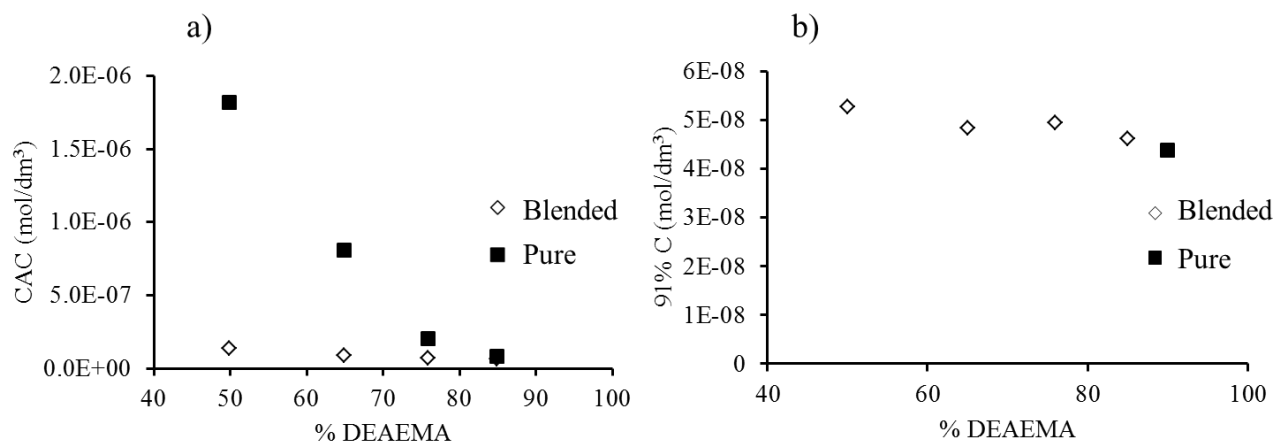 a)
2.0E-06
1.5E-06
1.0E-06
5.0E-07
0.0E+00
CAC (mol/dm³)
40 50 60 70 80 90 100
% DEAEMA
Blended
Pure
b)
6E-08
5E-08
4E-08
3E-08
2E-08
1E-08
0
91% C (mol/dm³)
40 60 80 100
% DEAEMA
Blended
Pure